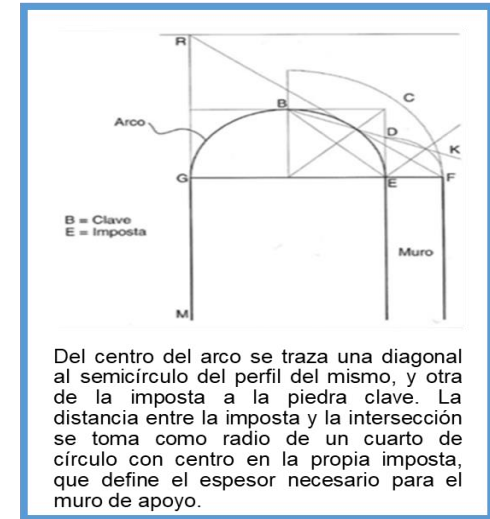 R
B
C
Arco
D
K
G
E
F
B = Clave
E = Imposta
Muro
M
Del centro del arco se traza una diagonal
al semicírculo del perfil del mismo, y otra
de la imposta a la piedra clave. La
distancia entre la imposta y la intersección
se toma como radio de un cuarto de
círculo con centro en la propia imposta,
que define el espesor necesario para el
muro de apoyo.